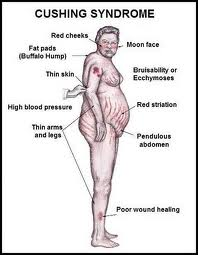 CUSHING SYNDROME
Red cheeks
Moon face
Fat pads
(Buffalo Hump)
Thin skin
Bruisability or
Ecchymoses
High blood pressure
Red striation
Thin arms
and legs
Pendulous
abdomen
Poor wound healing